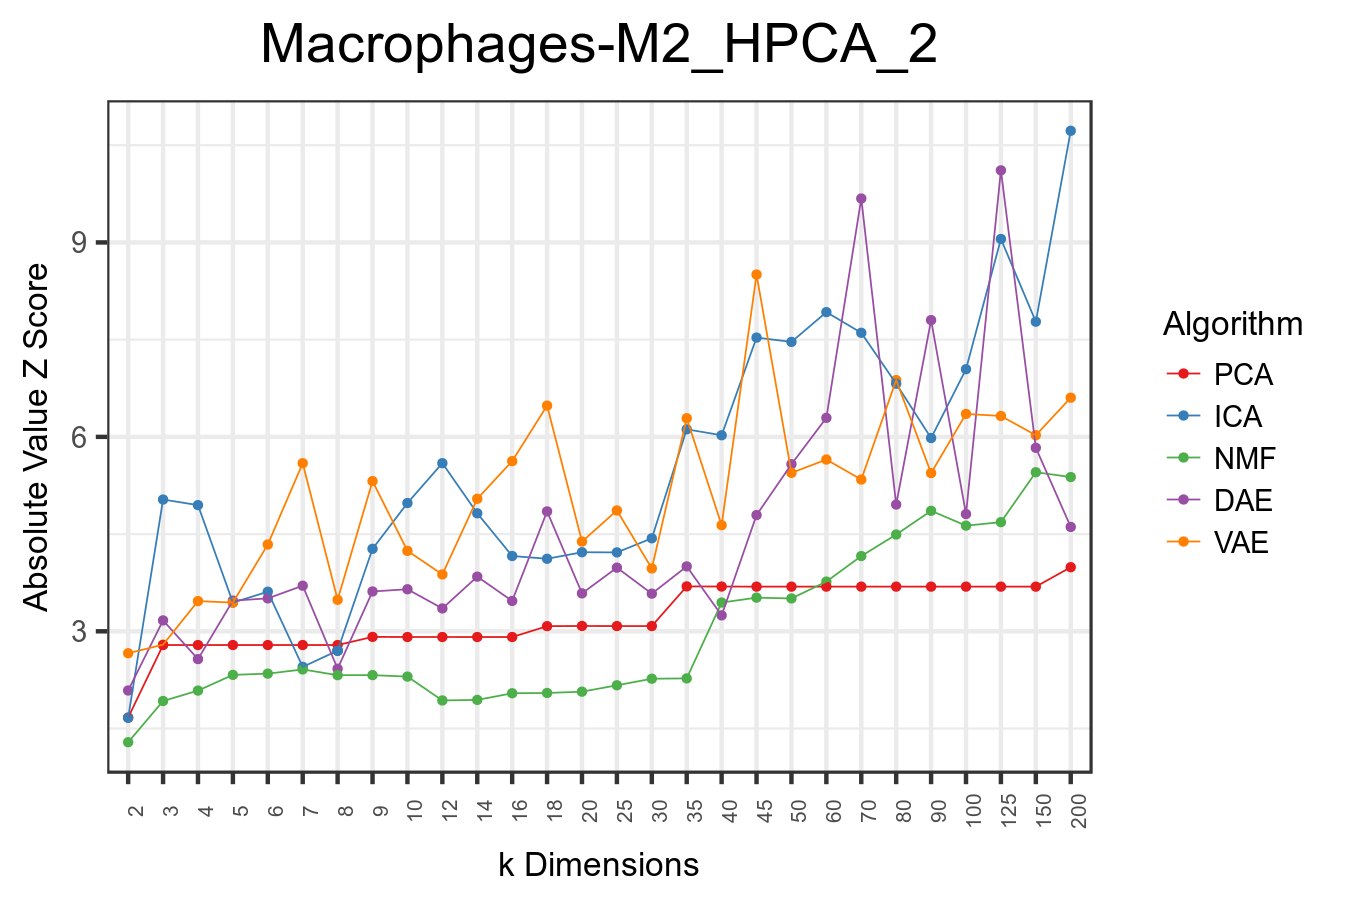 Macrophages-M2_HPCA_2
Absolute Value Z Score
9
6
3
2 3 4 5 6 7 8 9 10 12 14 16 18 20 25 30 35 40 45 50 60 70 80 90 100 125 150 200
k Dimensions
Algorithm
PCA
ICA
NMF
DAE
VAE